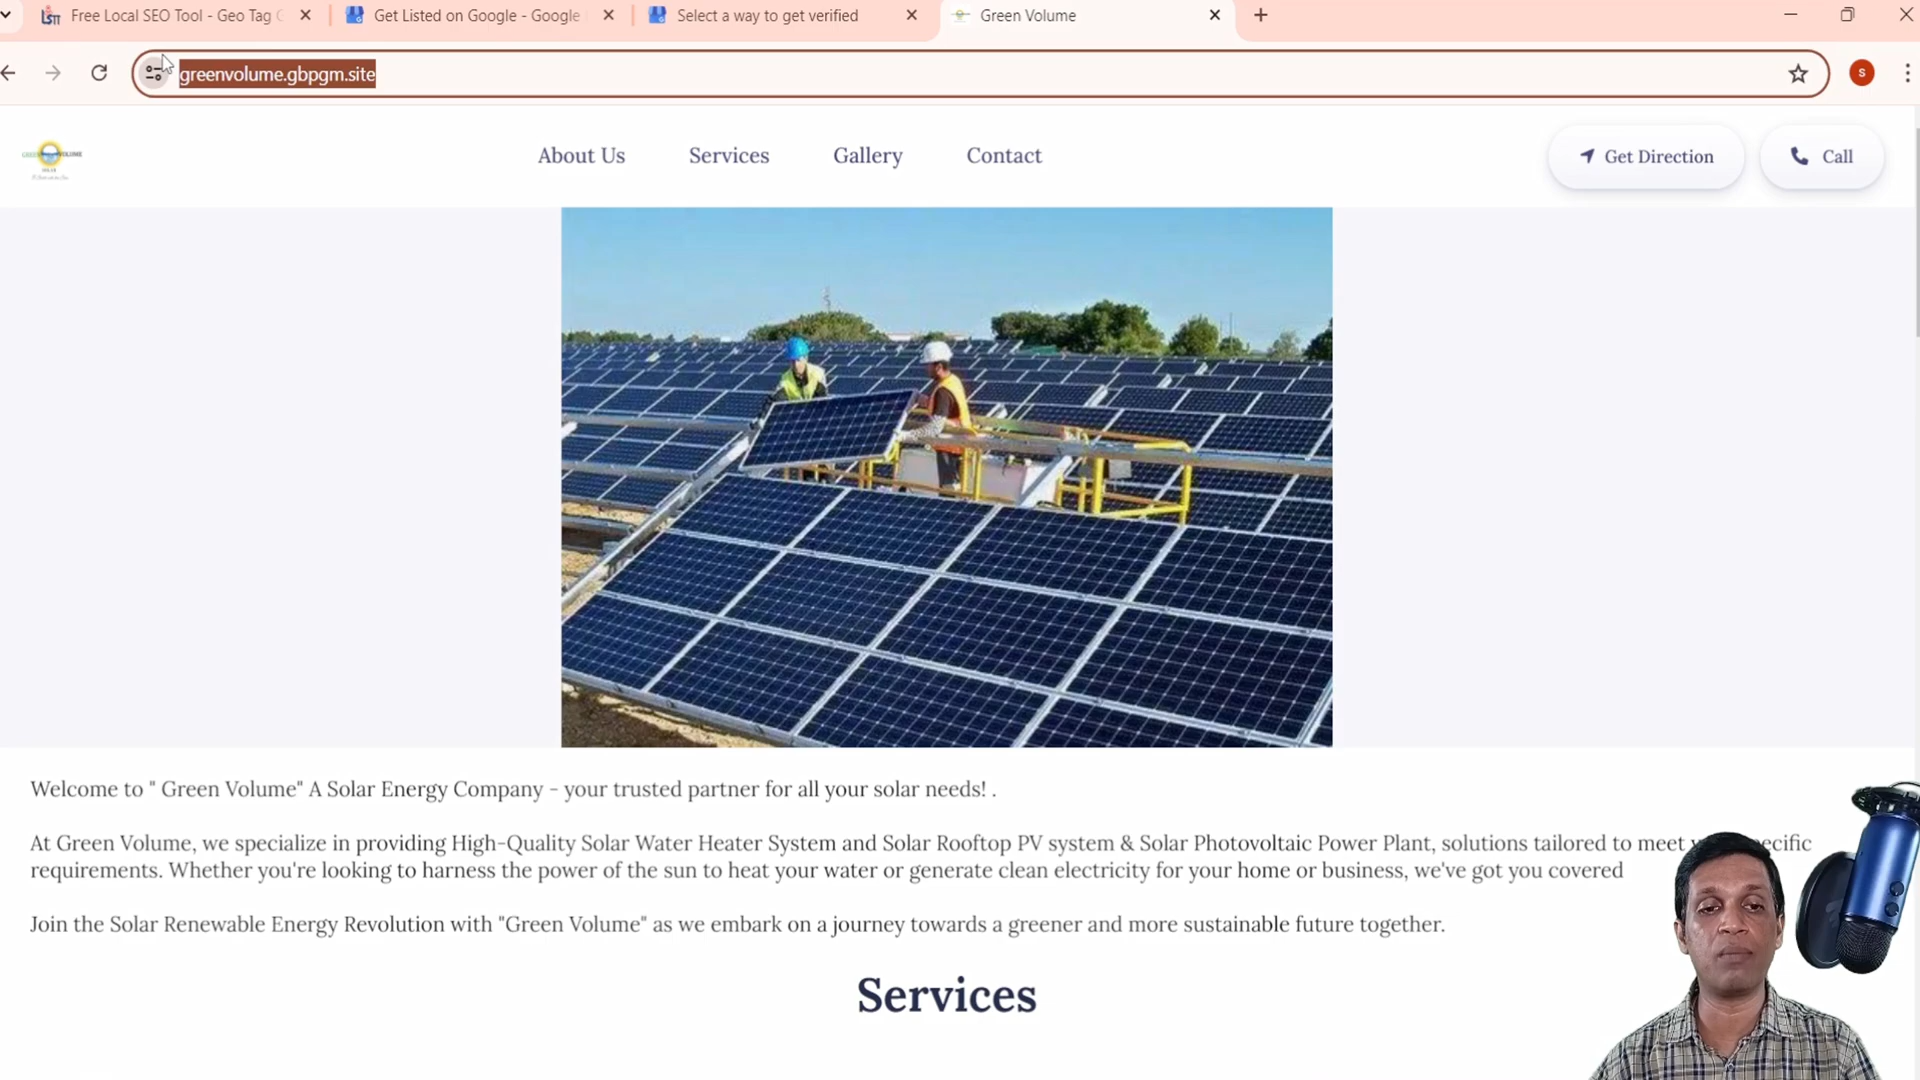 Free Local SEO Tool - Geo Tag
Get Listed on Google - Google
Select a way to get verified
Green Volume
greenvolume.gbpgm.site
S
About Us
Services
Gallery
Contact
Get Direction
Call
Welcome to " Green Volume" A Solar Energy Company - your trusted partner for all your solar needs! .
At Green Volume, we specialize in providing High-Quality Solar Water Heater System and Solar Rooftop PV system & Solar Photovoltaic Power Plant, solutions tailored to meet
requirements. Whether you're looking to harness the power of the sun to heat your water or generate clean electricity for your home or business, we've got you covered
Join the Solar Renewable Energy Revolution with "Green Volume" as we embark on a journey towards a greener and more sustainable future together.
Services